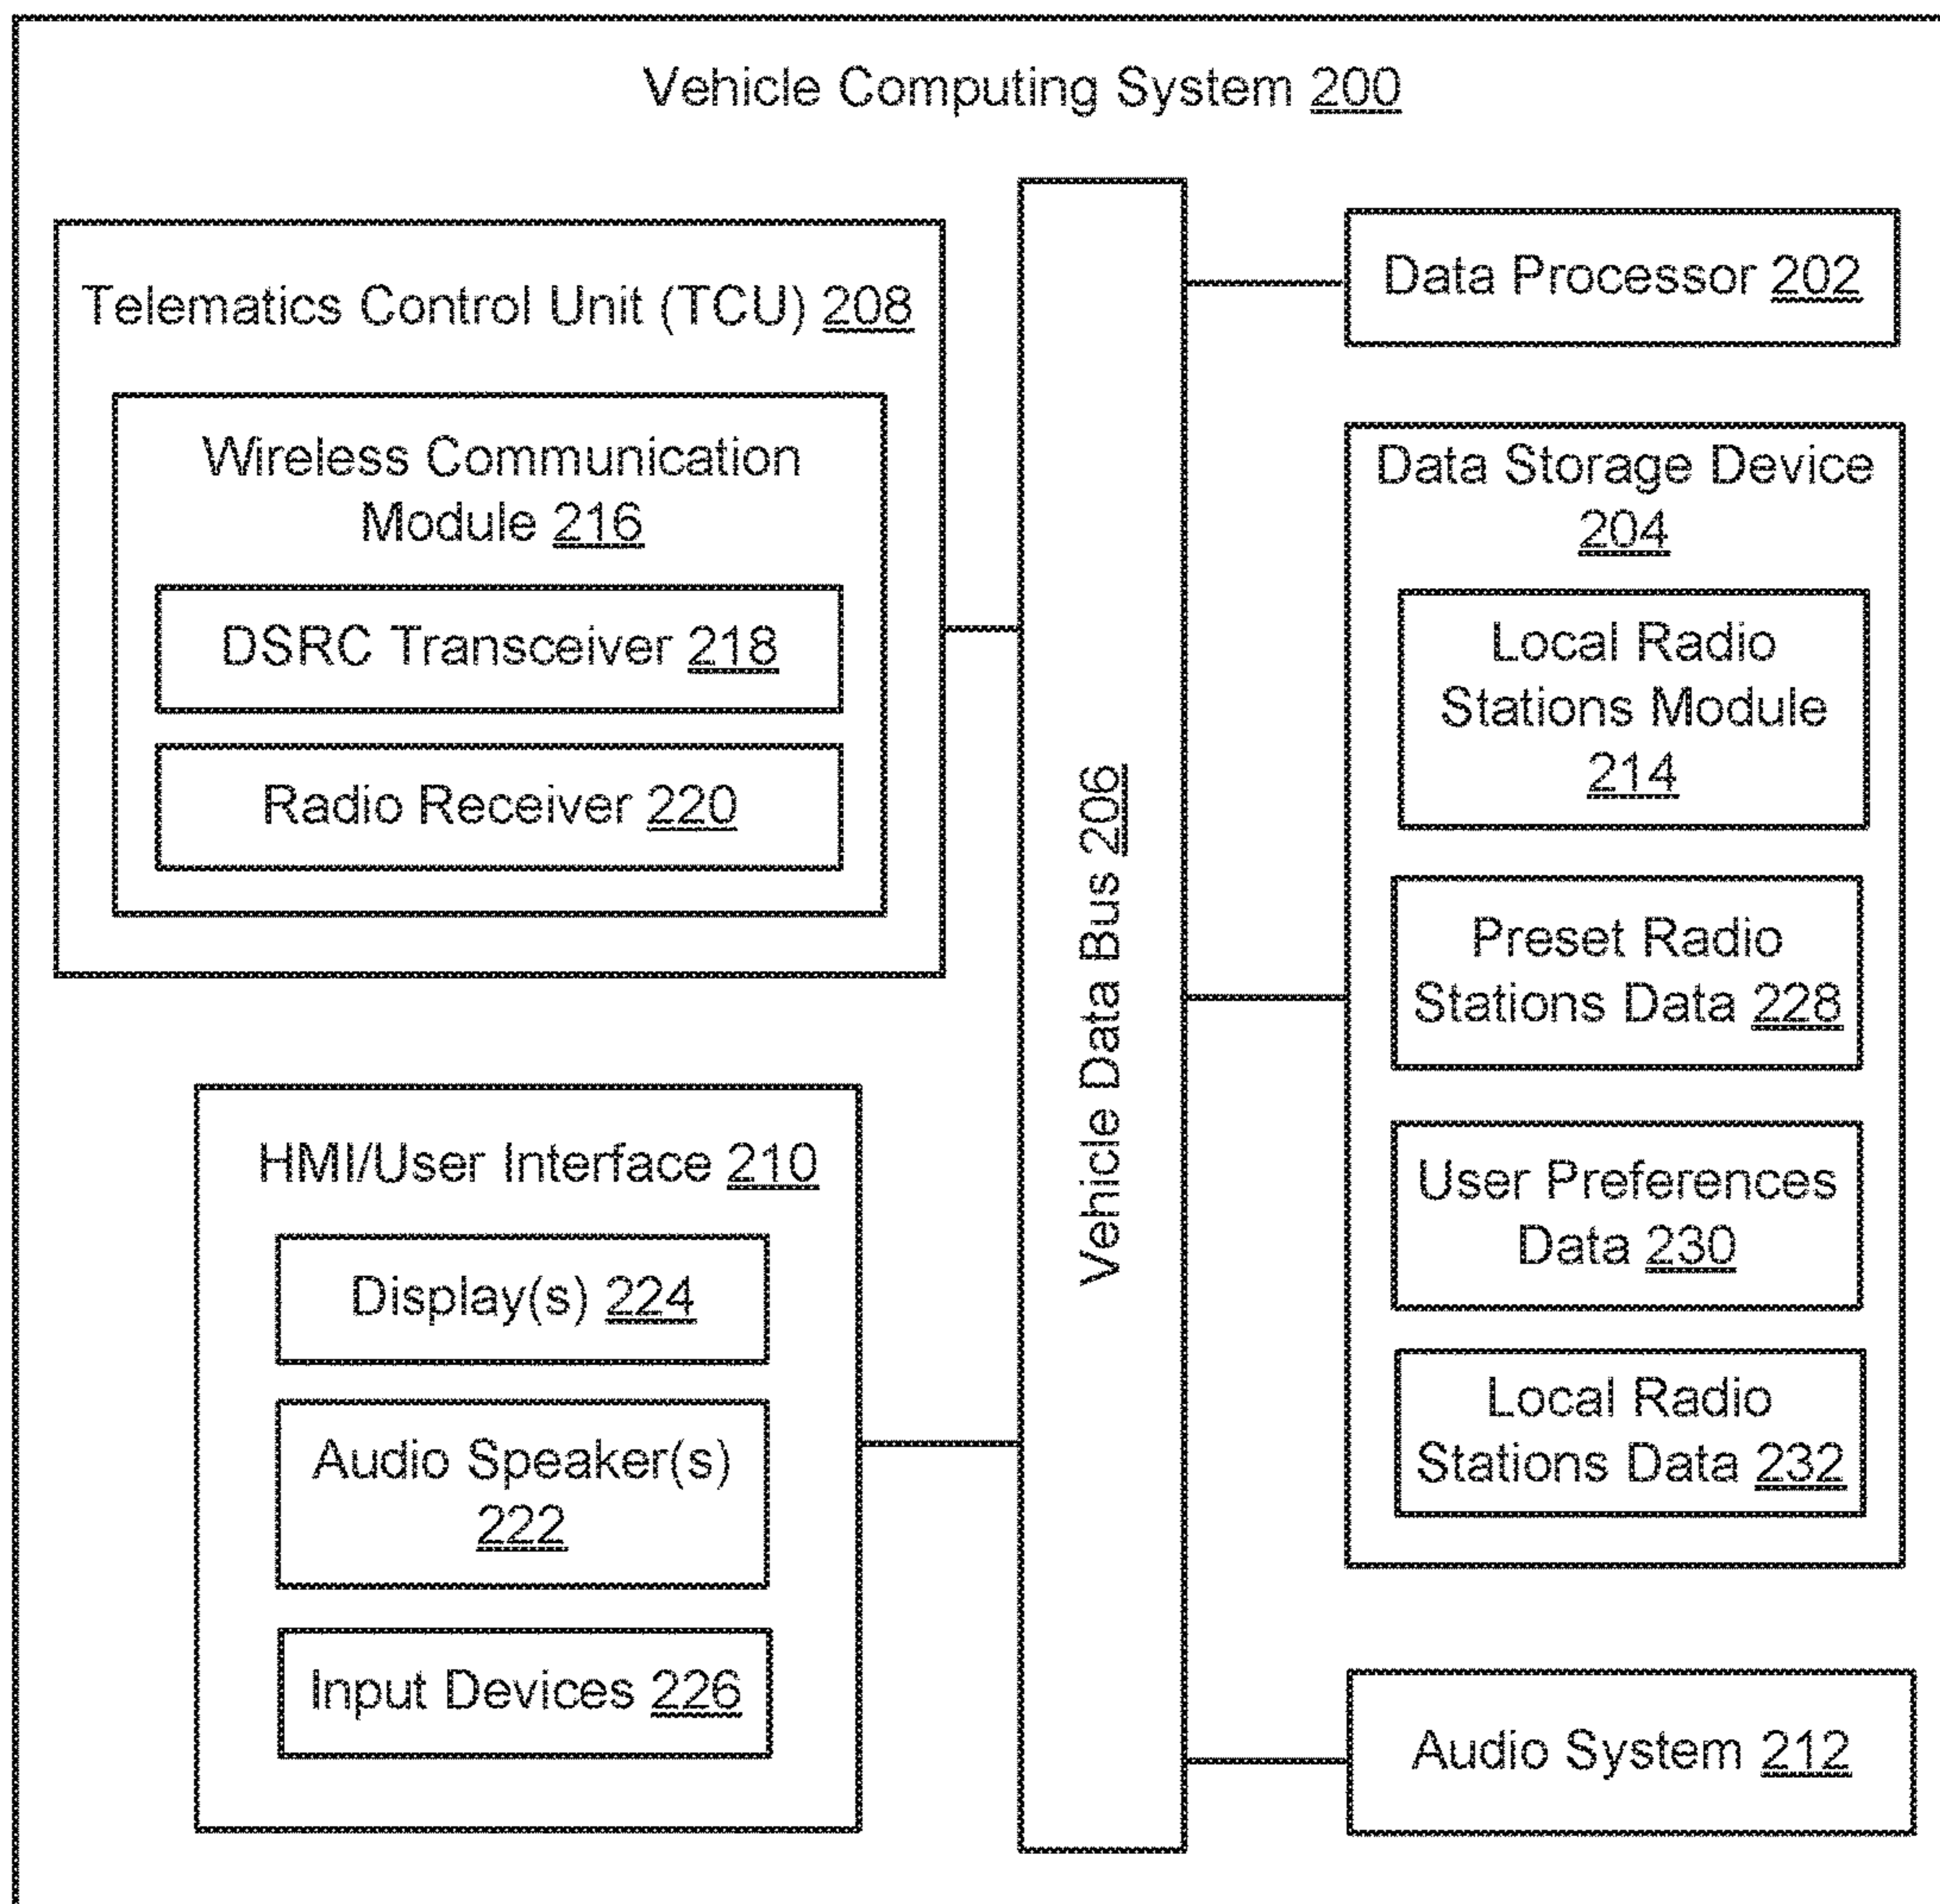 Vehicle Computing System 200
Telematics Control Unit (TCU) 208
Wireless Communication
Module 216
DSRC Transceiver 218
Radio Receiver 220
HMI/User Interface 210
Display(s) 224
Audio Speaker(s)
222
Input Devices 226
Vehicle Data Bus 206
Data Processor 202
Data Storage Device
204
Local Radio
Stations Module
214
Preset Radio
Stations Data 228
User Preferences
Data 230
Local Radio
Stations Data 232
Audio System 212